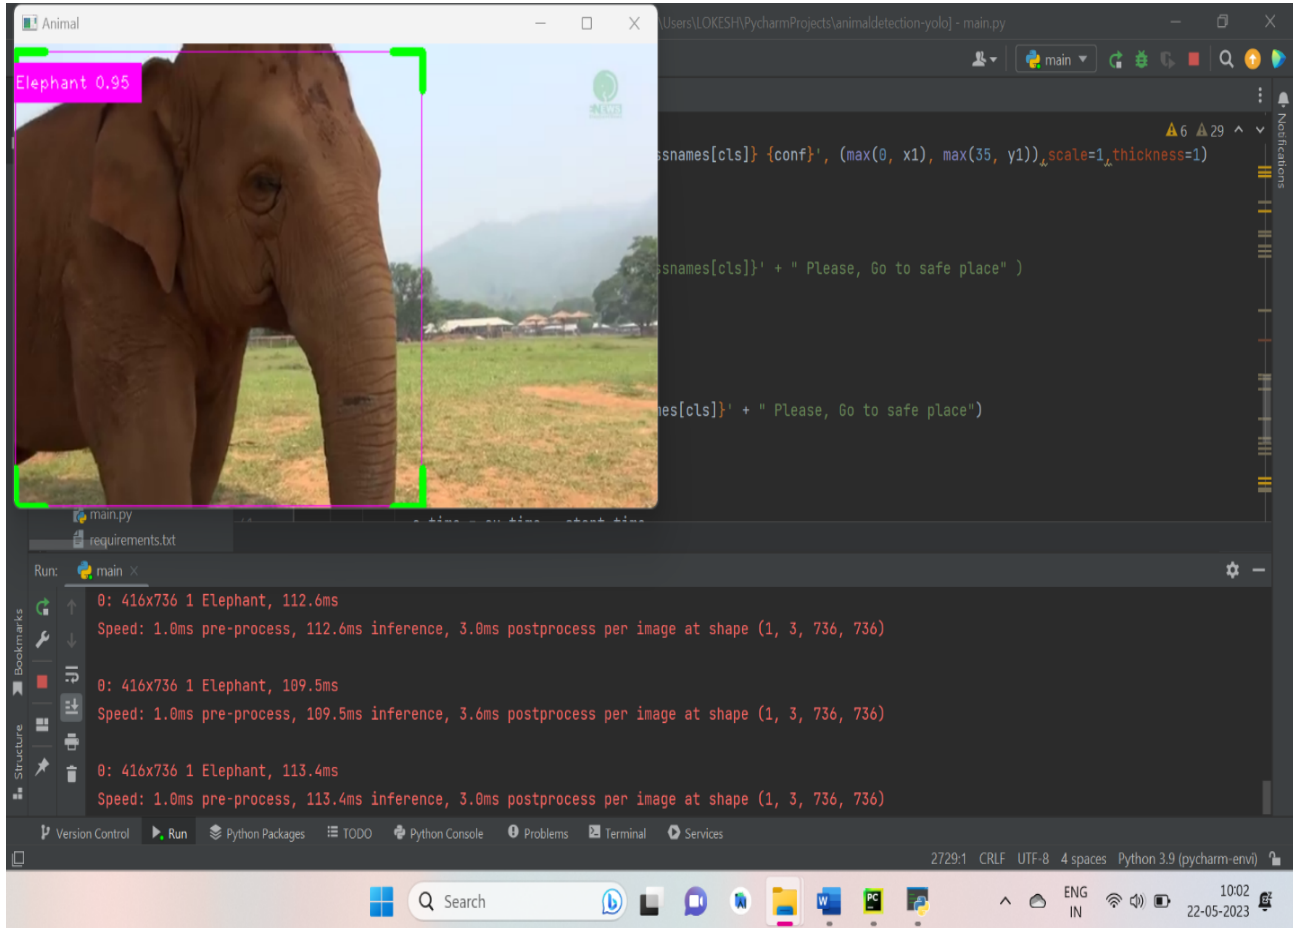 Animal
\Users\LOKESH\PycharmProjects\animaldetection-yolo] - main.py
main
Elephant 0.95
NEWS
6 29
Notifications
ssnames[cls]} {conf}', (max(0, x1), max(35, y1)),scale=1,thickness=1)
ssnames[cls]}' + " Please, Go to safe place" )
mes[cls]}' + " Please, Go to safe place")
main.py
requirements.txt
Run: main
0: 416x736 1 Elephant, 112.6ms
Speed: 1.0ms pre-process, 112.6ms inference, 3.0ms postprocess per image at shape (1, 3, 736, 736)
0: 416x736 1 Elephant, 109.5ms
Speed: 1.0ms pre-process, 109.5ms inference, 3.6ms postprocess per image at shape (1, 3, 736, 736)
0: 416x736 1 Elephant, 113.4ms
Speed: 1.0ms pre-process, 113.4ms inference, 3.0ms postprocess per image at shape (1, 3, 736, 736)
Bookmarks
Structure
Version Control Run Python Packages TODO Python Console Problems Terminal Services
2729:1 CRLF UTF-8 4 spaces Python 3.9 (pycharm-envi)
Search
PC
W
ENG
IN
10:02
22-05-2023